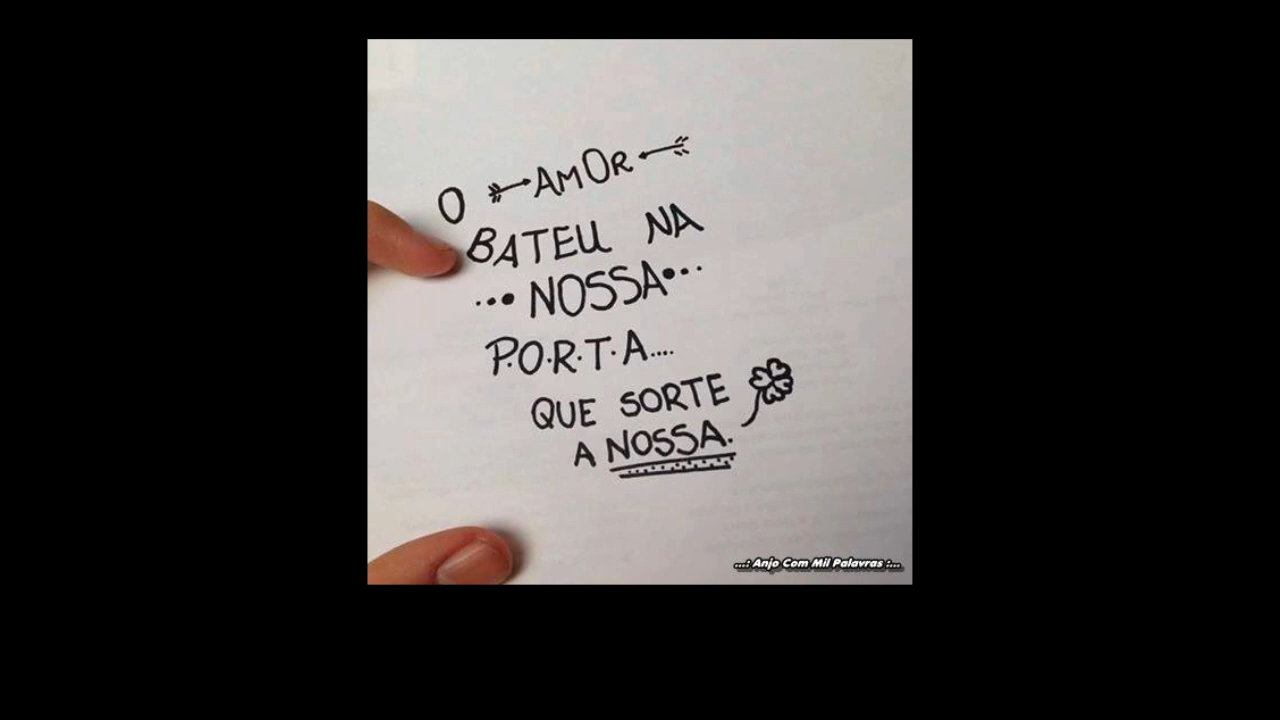 O AMOR
BATEU NA
...NOSSA...
P.O.R.T.A....
QUE SORTE
A NOSSA.
...: Anjo Com Mil Palavras :...